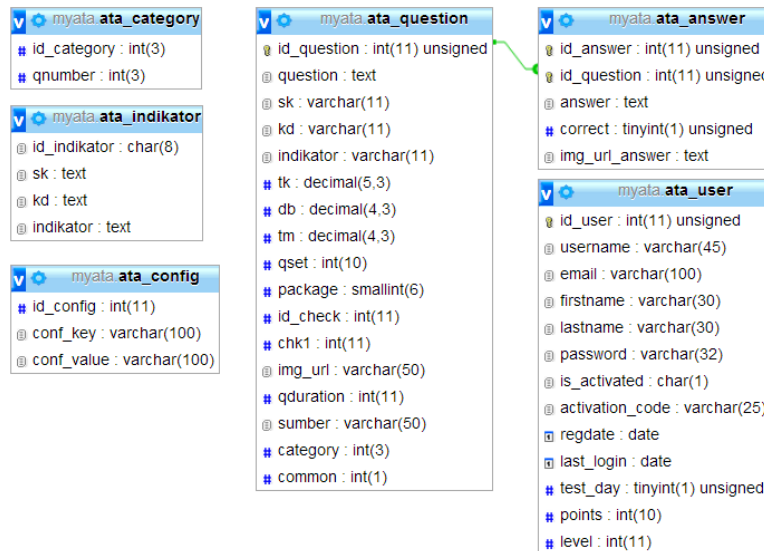 myata.ata_category
id_category : int(3)
qnumber : int(3)
myata.ata_indikator
id_indikator : char(8)
sk : text
kd : text
indikator : text
myata.ata_config
id_config : int(11)
conf_key : varchar(100)
conf_value : varchar(100)
myata.ata_question
id_question : int(11) unsigned
question : text
sk : varchar(11)
kd : varchar(11)
indikator : varchar(11)
tk : decimal(5,3)
db : decimal(4,3)
tm : decimal(4,3)
qset : int(10)
package : smallint(6)
id_check : int(11)
chk1 : int(11)
img_url : varchar(50)
qduration : int(11)
sumber : varchar(50)
category : int(3)
common : int(1)
myata.ata_answer
id_answer : int(11) unsigned
id_question : int(11) unsigned
answer : text
correct : tinyint(1) unsigned
img_url_answer : text
myata.ata_user
id_user : int(11) unsigned
username : varchar(45)
email : varchar(100)
firstname : varchar(30)
lastname : varchar(30)
password : varchar(32)
is_activated : char(1)
activation_code : varchar(25)
regdate : date
last_login : date
test_day : tinyint(1) unsigned
points : int(10)
level : int(11)